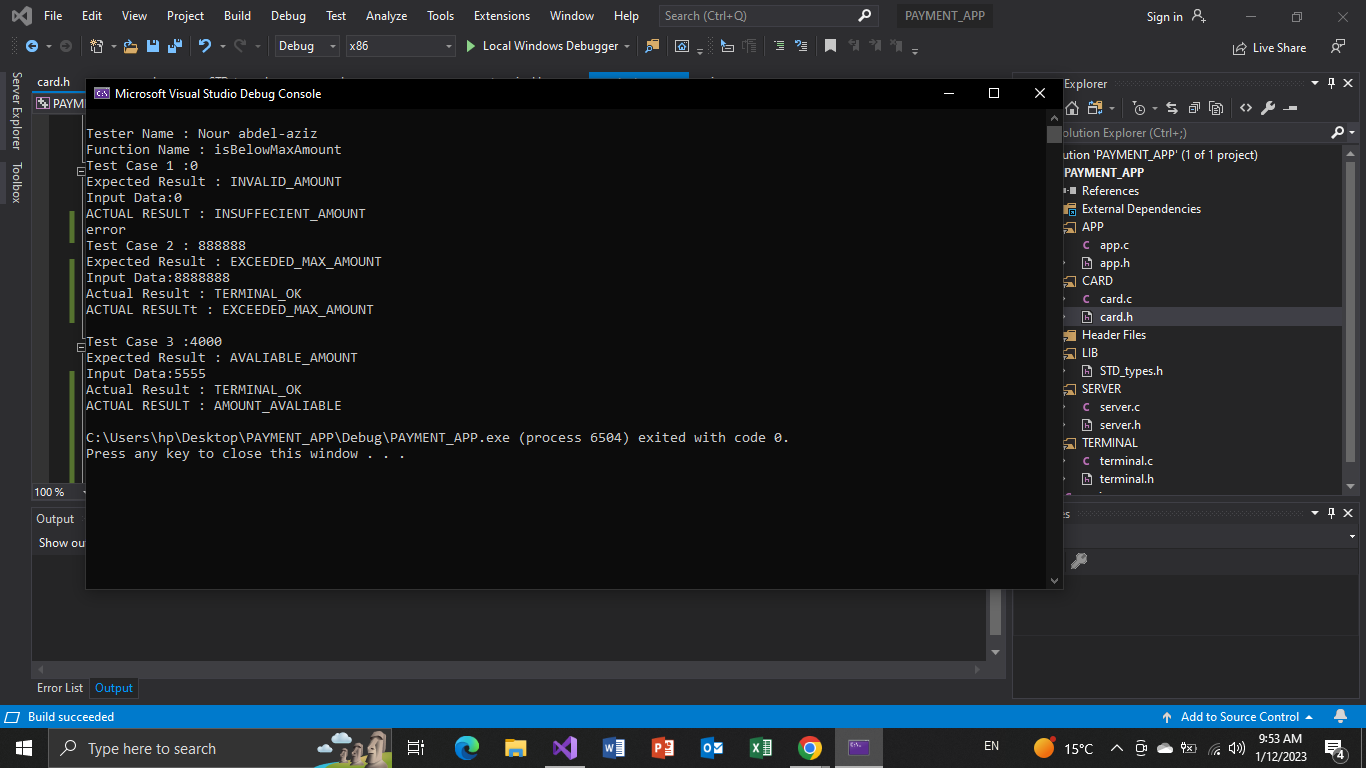 File Edit View Project Build Debug Test Analyze Tools Extensions Window Help Search (Ctrl+Q) PAYMENT_APP Sign in
Debug x86 Local Windows Debugger Live Share
Server Explorer
Toolbox
card.h
PAYM
Microsoft Visual Studio Debug Console
Tester Name : Nour abdel-aziz
Function Name : isBelowMaxAmount
Test Case 1 :0
Expected Result : INVALID_AMOUNT
Input Data:0
ACTUAL RESULT : INSUFFECIENT_AMOUNT
error
Test Case 2 : 888888
Expected Result : EXCEEDED_MAX_AMOUNT
Input Data:8888888
Actual Result : TERMINAL_OK
ACTUAL RESULTt : EXCEEDED_MAX_AMOUNT
Test Case 3 :4000
Expected Result : AVALIABLE_AMOUNT
Input Data:5555
Actual Result : TERMINAL_OK
ACTUAL RESULT : AMOUNT_AVALIABLE
C:\Users\hp\Desktop\PAYMENT_APP\Debug\PAYMENT_APP.exe (process 6504) exited with code 0.
Press any key to close this window . . .
Explorer
olution Explorer (Ctrl+;)
ution 'PAYMENT_APP' (1 of 1 project)
PAYMENT_APP
References
External Dependencies
APP
app.c
app.h
CARD
card.c
card.h
Header Files
LIB
STD_types.h
SERVER
server.c
server.h
TERMINAL
terminal.c
terminal.h
es
100 %
Output
Show ou
Error List Output
Build succeeded Add to Source Control
Type here to search EN 15°C 9:53 AM
1/12/2023 4